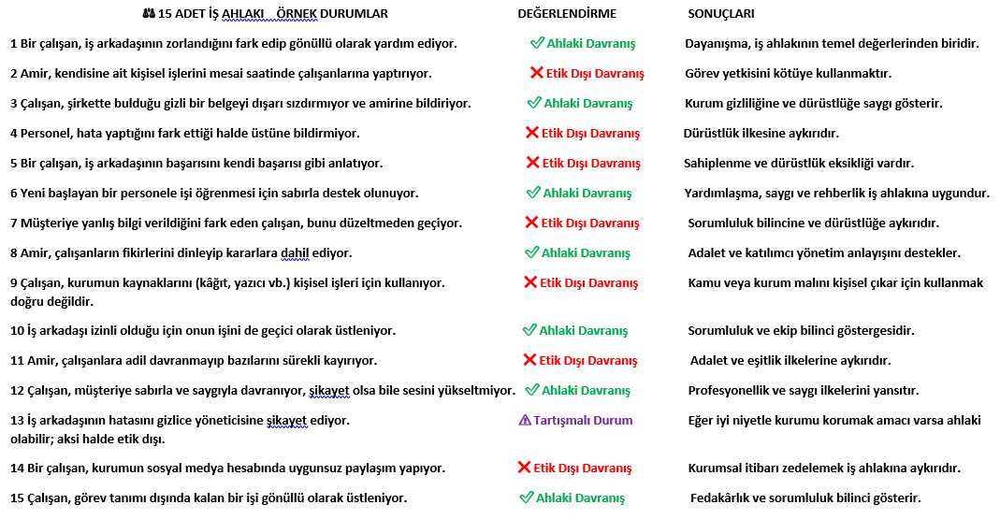 15 ADET İŞ AHLAKI ÖRNEK DURUMLAR DEĞERLENDİRME SONUÇLARI
1 Bir çalışan, iş arkadaşının zorlandığını fark edip gönüllü olarak yardım ediyor. Ahlaki Davranış Dayanışma, iş ahlakının temel değerlerinden biridir.
2 Amir, kendisine ait kişisel işlerini mesai saatinde çalışanlarına yaptırıyor. Etik Dışı Davranış Görev yetkisini kötüye kullanmaktır.
3 Çalışan, şirkette bulduğu gizli bir belgeyi dışarı sızdırmıyor ve amirine bildiriyor. Ahlaki Davranış Kurum gizliliğine ve dürüstlüğe saygı gösterir.
4 Personel, hata yaptığını fark ettiği halde üstüne bildirmiyor. Etik Dışı Davranış Dürüstlük ilkesine aykırıdır.
5 Bir çalışan, iş arkadaşının başarısını kendi başarısı gibi anlatıyor. Etik Dışı Davranış Sahiplenme ve dürüstlük eksikliği vardır.
6 Yeni başlayan bir personele işi öğrenmesi için sabırla destek olunuyor. Ahlaki Davranış Yardımlaşma, saygı ve rehberlik iş ahlakına uygundur.
7 Müşteriye yanlış bilgi verildiğini fark eden çalışan, bunu düzeltmeden geçiyor. Etik Dışı Davranış Sorumluluk bilincine ve dürüstlüğe aykırıdır.
8 Amir, çalışanların fikirlerini dinleyip kararlara dahil ediyor. Ahlaki Davranış Adalet ve katılımcı yönetim anlayışını destekler.
9 Çalışan, kurumun kaynaklarını (kâğıt, yazıcı vb.) kişisel işleri için kullanıyor. Etik Dışı Davranış Kamu veya kurum malını kişisel çıkar için kullanmak
doğru değildir.
10 İş arkadaşı izinli olduğu için onun işini de geçici olarak üstleniyor. Ahlaki Davranış Sorumluluk ve ekip bilinci göstergesidir.
11 Amir, çalışanlara adil davranmayıp bazılarını sürekli kayırıyor. Etik Dışı Davranış Adalet ve eşitlik ilkelerine aykırıdır.
12 Çalışan, müşteriye sabırla ve saygıyla davranıyor, şikayet olsa bile sesini yükseltmiyor. Ahlaki Davranış Profesyonellik ve saygı ilkelerini yansıtır.
13 İş arkadaşının hatasını gizlice yöneticisine şikayet ediyor. Tartışmalı Durum Eğer iyi niyetle kurumu korumak amacı varsa ahlaki
olabilir; aksi halde etik dışı.
14 Bir çalışan, kurumun sosyal medya hesabında uygunsuz paylaşım yapıyor. Etik Dışı Davranış Kurumsal itibarı zedelemek iş ahlakına aykırıdır.
15 Çalışan, görev tanımı dışında kalan bir işi gönüllü olarak üstleniyor. Ahlaki Davranış Fedakârlık ve sorumluluk bilinci gösterir.